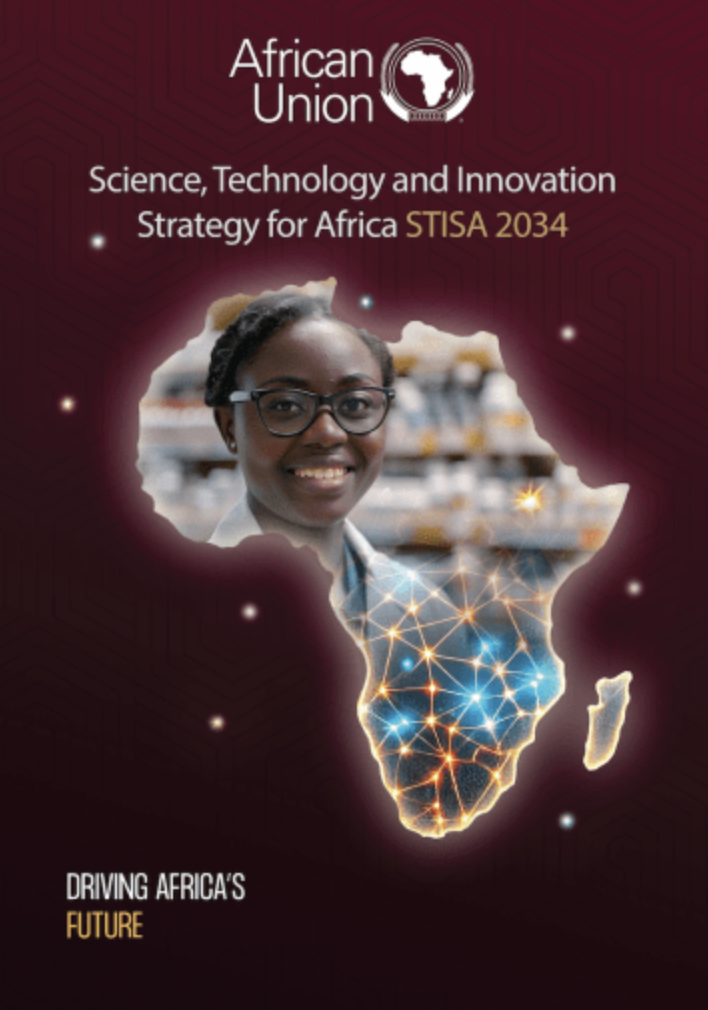 African
Union
Science, Technology and Innovation
Strategy for Africa STISA 2034
DRIVING AFRICA'S
FUTURE